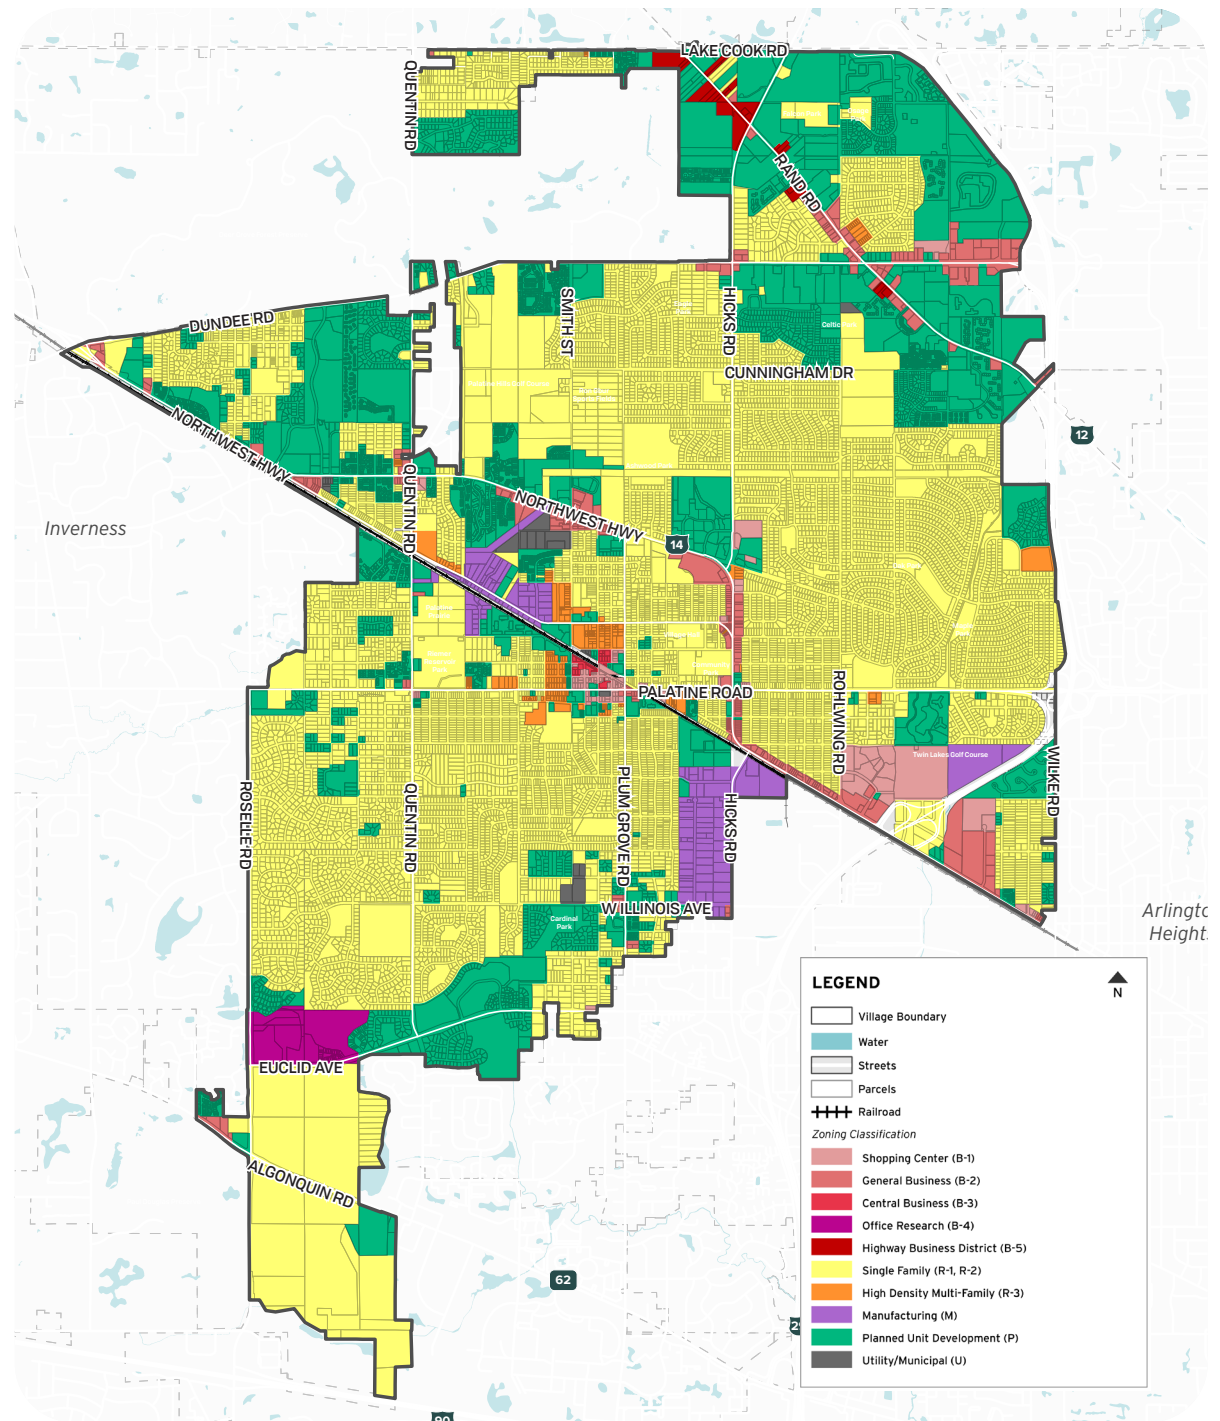 LAKE COOK RD
QUENTIN RD
RAND RD
SMITH ST
HICKS RD
DUNDEE RD
Celtic Park
CUNNINGHAM DR
NORTHWEST HWY
12
QUENTIN RD
NORTHWEST HWY
Inverness
14
PALATINE ROAD
ROHLWING RD
Twin Lakes Golf Course
WILKE RD
ROSELLE RD
QUENTIN RD
PLUM GROVE RD
HICKS RD
W ILLINOIS AVE
Cardinal
Park
Arlingto
Heights
EUCLID AVE
ALGONQUIN RD
62
LEGEND
N
Village Boundary
Water
Streets
Parcels
Railroad
Zoning Classification
Shopping Center (B-1)
General Business (B-2)
Central Business (B-3)
Office Research (B-4)
Highway Business District (B-5)
Single Family (R-1, R-2)
High Density Multi-Family (R-3)
Manufacturing (M)
Planned Unit Development (P)
Utility/Municipal (U)
90